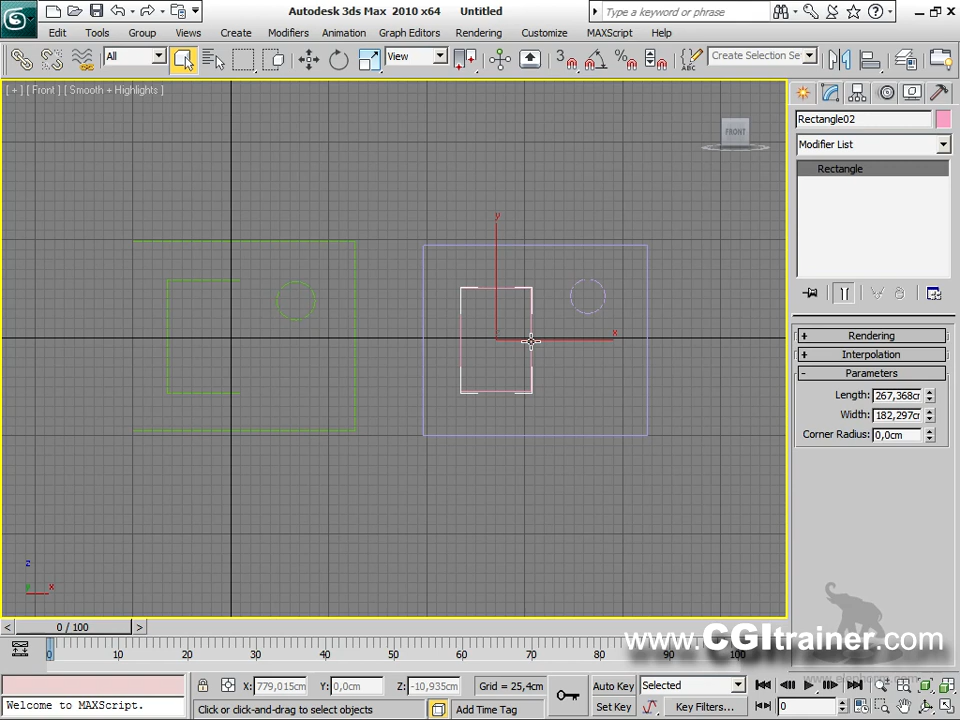 Autodesk 3ds Max 2010 x64 Untitled
Type a keyword or phrase
Edit Tools Group Views Create Modifiers Animation Graph Editors Rendering Customize MAXScript Help
All View 3 Create Selection Se
[ + ] [ Front ] [ Smooth + Highlights ]
FRONT
Rectangle02
Modifier List
Rectangle
y
x
+ Rendering
+ Interpolation
- Parameters
Length: 267,368cm
Width: 182,297cm
Corner Radius: 0,0cm
z
x
< 0 / 100 >
0 10 20 30 40 50 60 70 80 90
www.CGItrainer.com
X: 779,015cm Y: 0,0cm Z: -10,935cm Grid = 25,4cm Auto Key Selected
Welcome to MAXScript. Click or click-and-drag to select objects Add Time Tag Set Key Key Filters... 0